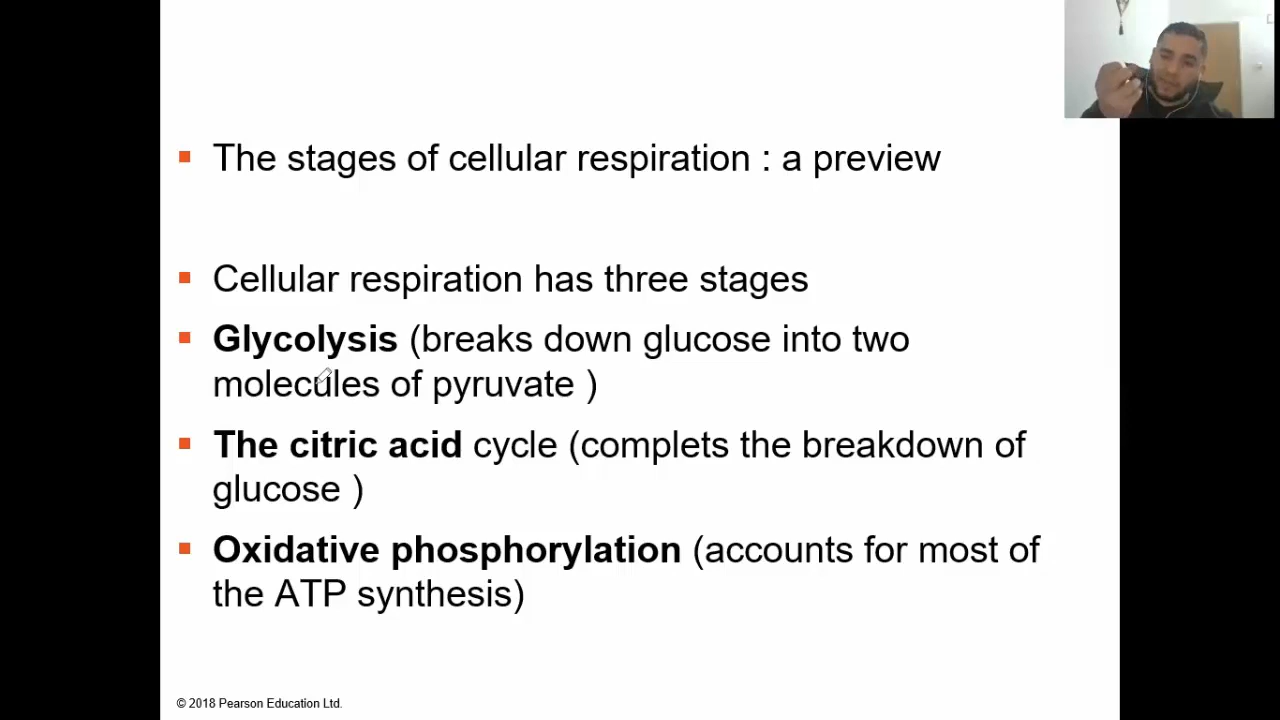 The stages of cellular respiration : a preview
Cellular respiration has three stages
Glycolysis (breaks down glucose into two
molecules of pyruvate )
The citric acid cycle (complets the breakdown of
glucose )
Oxidative phosphorylation (accounts for most of
the ATP synthesis)
© 2018 Pearson Education Ltd.